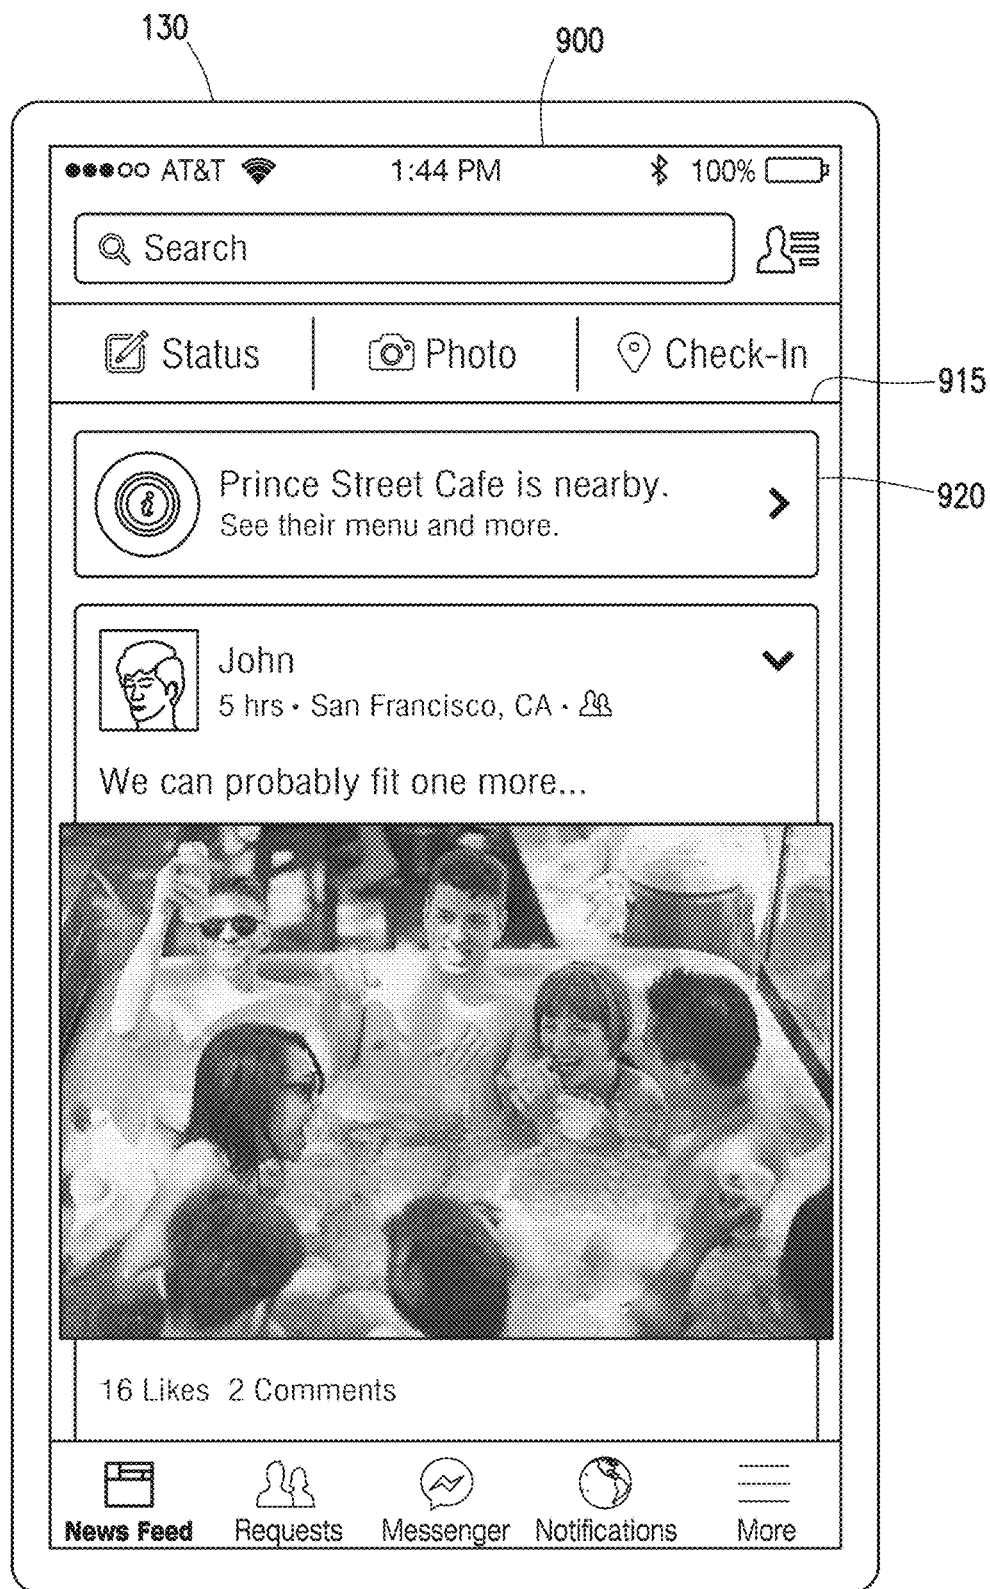 130
900
AT&T 1:44 PM 100%
Search
Status Photo Check-In
915
Prince Street Cafe is nearby.
See their menu and more.
920
John
5 hrs • San Francisco, CA •
We can probably fit one more...
16 Likes 2 Comments
News Feed Requests Messenger Notifications More